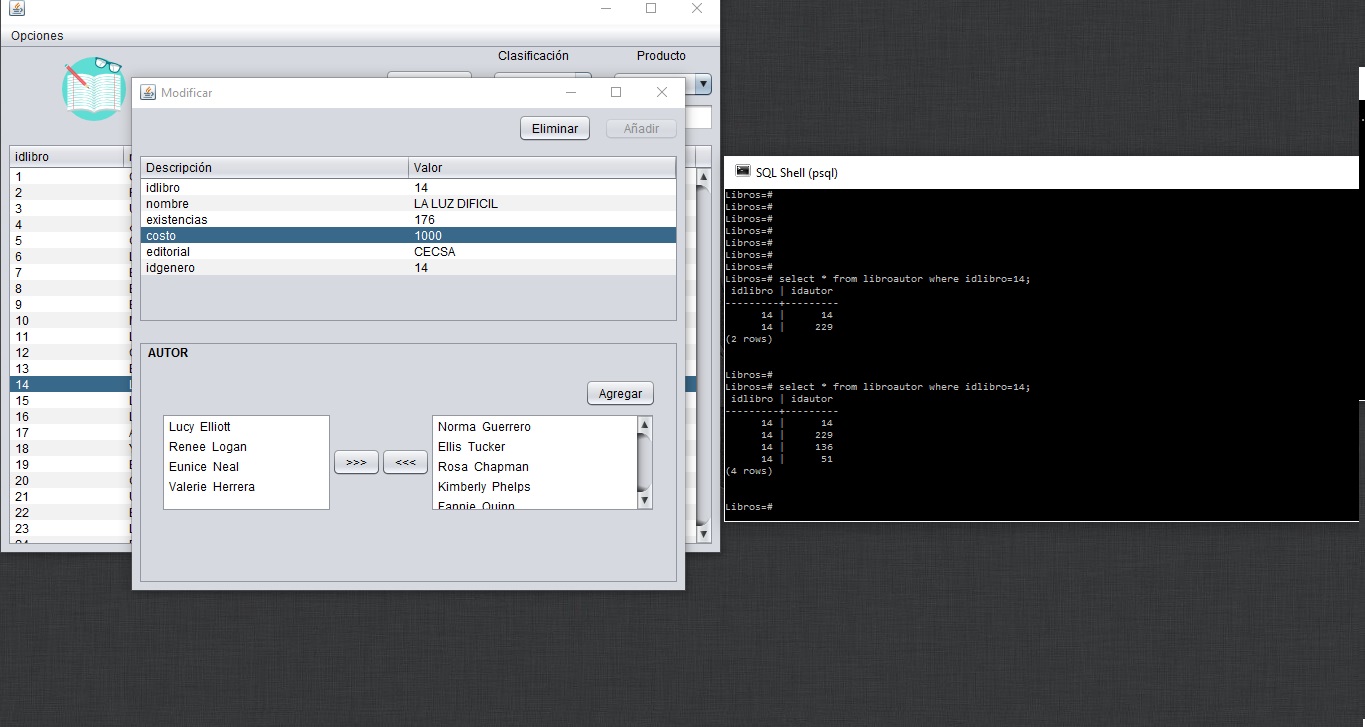 Opciones
Clasificación Producto
Modificar
Eliminar Añadir
idlibro
1
2
3
4
5
6
7
8
9
10
11
12
13
14
15
16
17
18
19
20
21
22
23
Descripción Valor
idlibro 14
nombre LA LUZ DIFICIL
existencias 176
costo 1000
editorial CECSA
idgenero 14
AUTOR
Agregar
Lucy Elliott
Renee Logan
Eunice Neal
Valerie Herrera
>>> <<<
Norma Guerrero
Ellis Tucker
Rosa Chapman
Kimberly Phelps
Fannie Quinn
SQL Shell (psql)
Libros=#
Libros=#
Libros=#
Libros=#
Libros=#
Libros=#
Libros=#
Libros=# select * from libroautor where idlibro=14;
idlibro | idautor
---------+---------
14 | 14
14 | 229
(2 rows)
Libros=#
Libros=# select * from libroautor where idlibro=14;
idlibro | idautor
---------+---------
14 | 14
14 | 229
14 | 136
14 | 51
(4 rows)
Libros=#